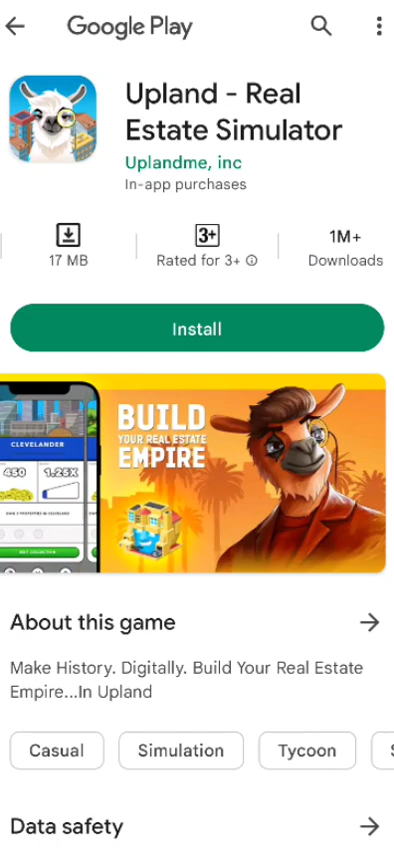 Google Play
Upland - Real
Estate Simulator
Uplandme, inc
In-app purchases
17 MB
3+
Rated for 3+
1M+
Downloads
Install
CLEVELANDER
450
1.25X
BUILD
YOUR REAL ESTATE
EMPIRE
About this game
Make History. Digitally. Build Your Real Estate
Empire...In Upland
Casual
Simulation
Tycoon
Data safety